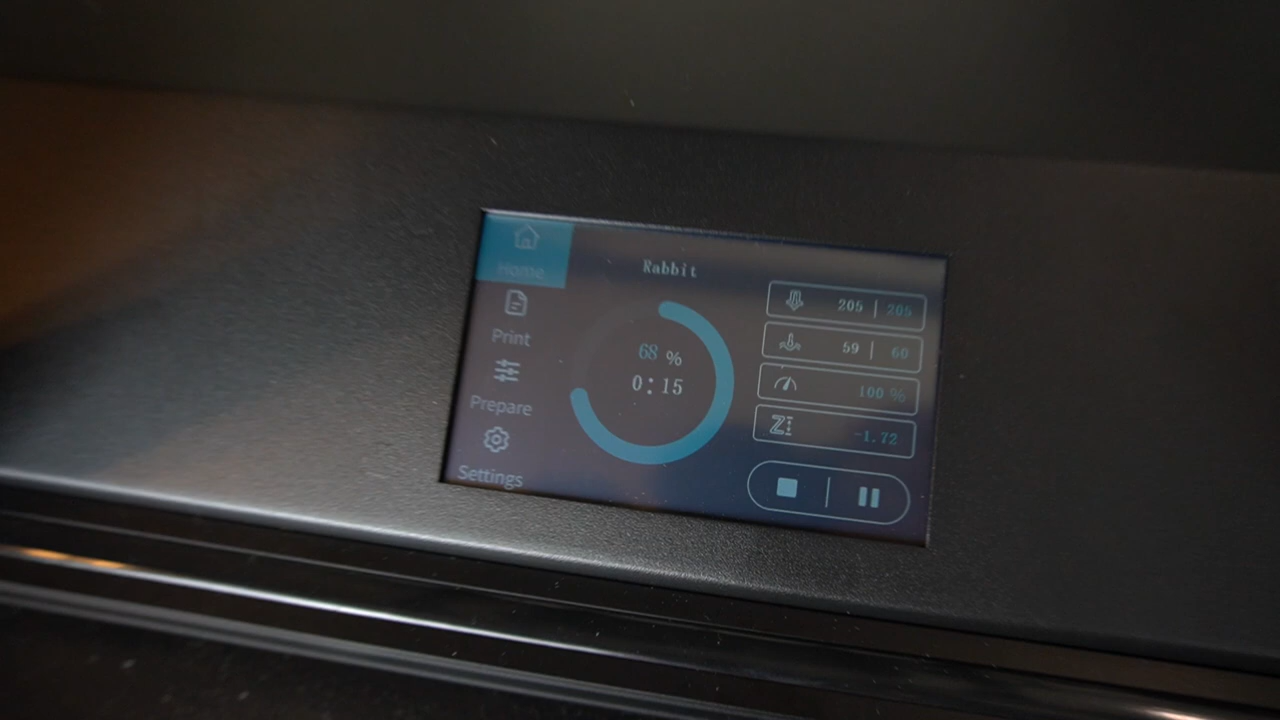 Home
Print
Prepare
Settings
Rabbit
68 %
0:15
205 | 205
59 | 60
100 %
Z
-1.72